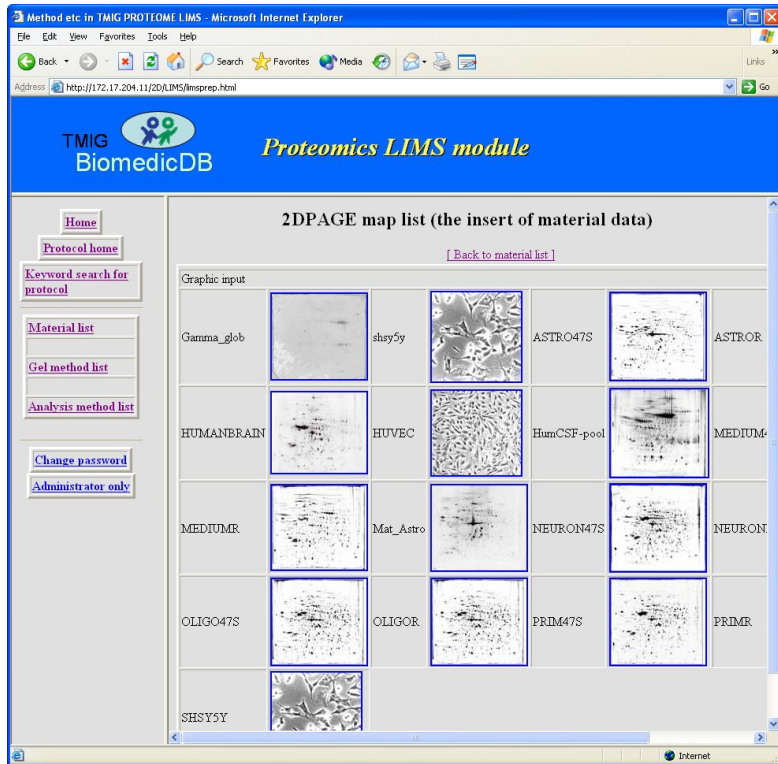 Method etc in TMIG PROTEOME LIMS - Microsoft Internet Explorer
File Edit View Favorites Tools Help
Back Search Favorites Media Links
Address http://172.17.204.11/2D/LIMS/limsprep.html Go
TMIG
BiomedicDB
Proteomics LIMS module
Home
Protocol home
Keyword search for
protocol
Material list
Gel method list
Analysis method list
Change password
Administrator only
2DPAGE map list (the insert of material data)
[ Back to material list ]
Graphic input
Gamma_glob shsy5y ASTRO47S ASTROR
HUMANBRAIN HUVEC HumCSF-pool MEDIUM4
MEDIUMR Mat_Astro NEURON47S NEURON
OLIGO47S OLIGOR PRIM47S PRIMR
SHSY5Y
Internet